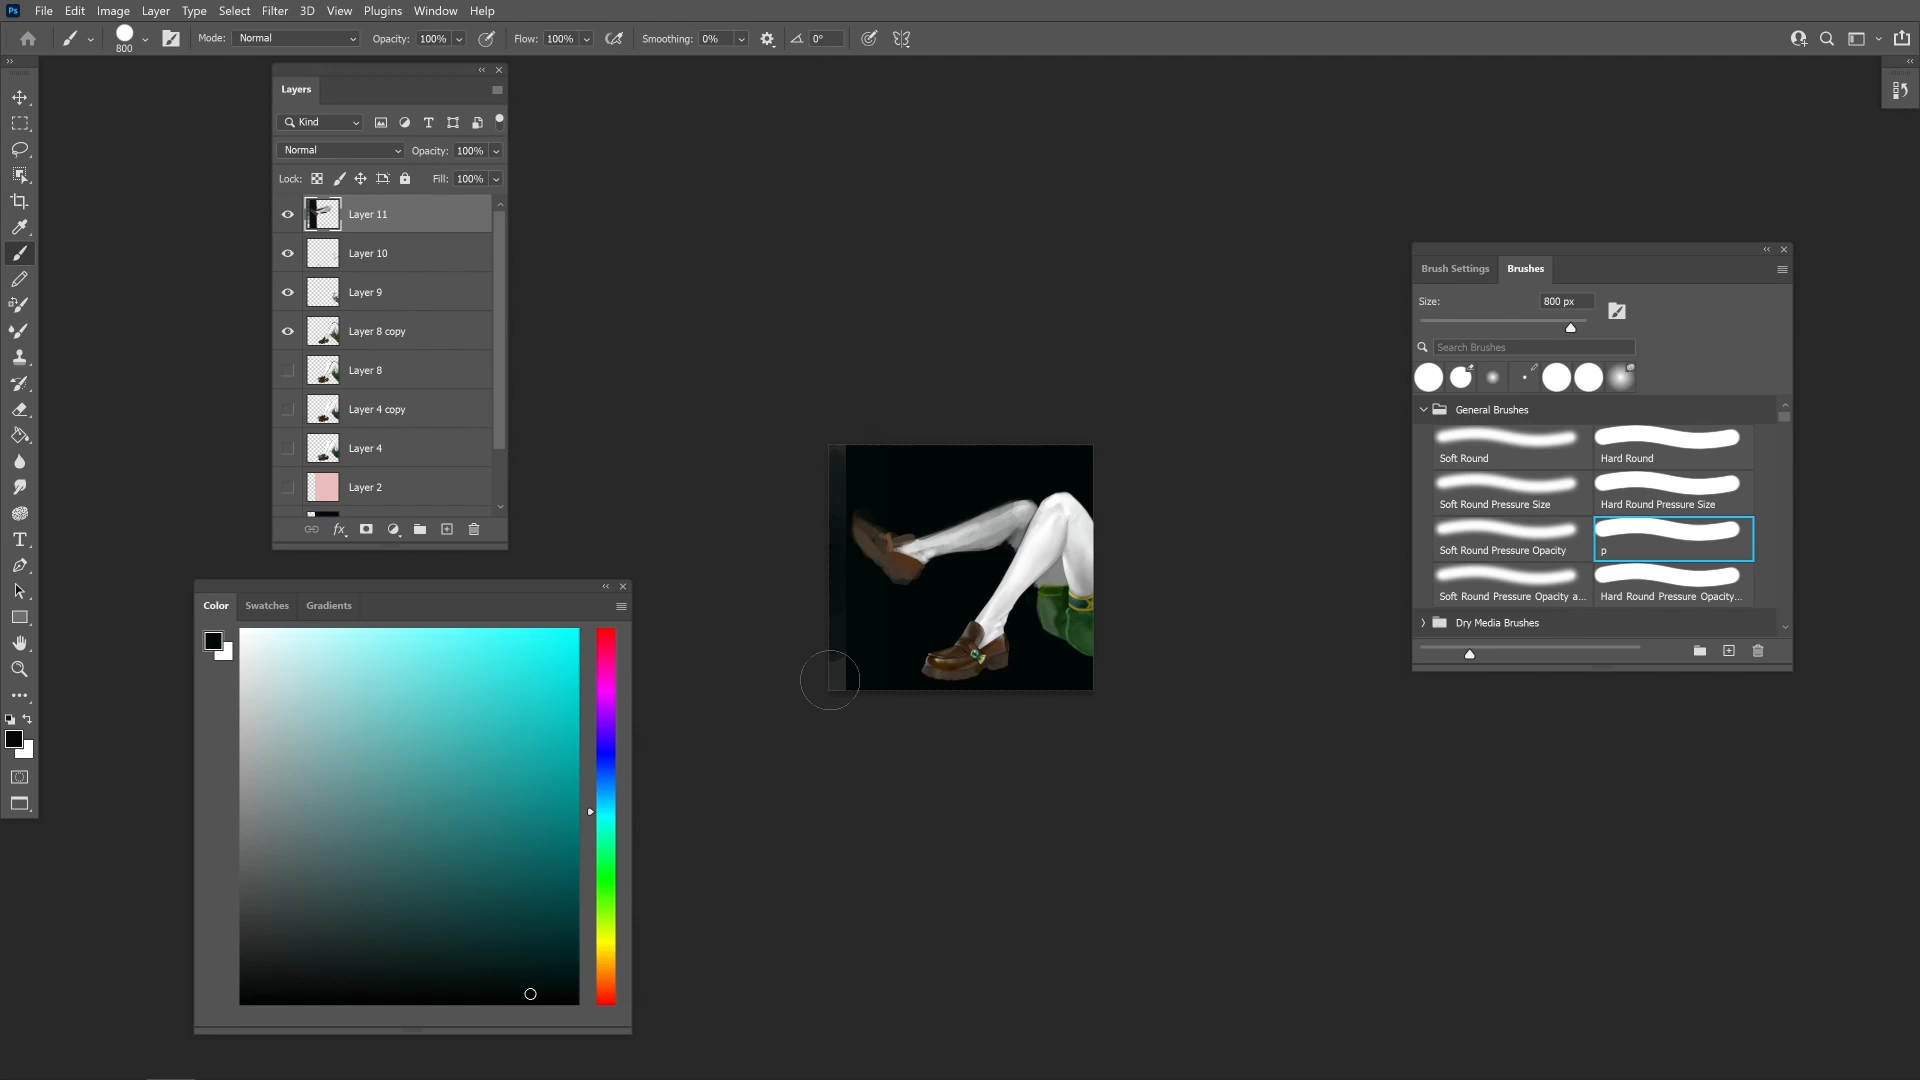 Ps File Edit Image Layer Type Select Filter 3D View Plugins Window Help
800 Mode: Normal Opacity: 100% Flow: 100% Smoothing: 0% 0°
Layers
Kind
Normal Opacity: 100%
Lock: Fill: 100%
Layer 11
Layer 10
Layer 9
Layer 8 copy
Layer 8
Layer 4 copy
Layer 4
Layer 2
fx
Color Swatches Gradients
Brush Settings Brushes
Size: 800 px
Search Brushes
General Brushes
Soft Round Hard Round
Soft Round Pressure Size Hard Round Pressure Size
Soft Round Pressure Opacity p
Soft Round Pressure Opacity a... Hard Round Pressure Opacity...
Dry Media Brushes